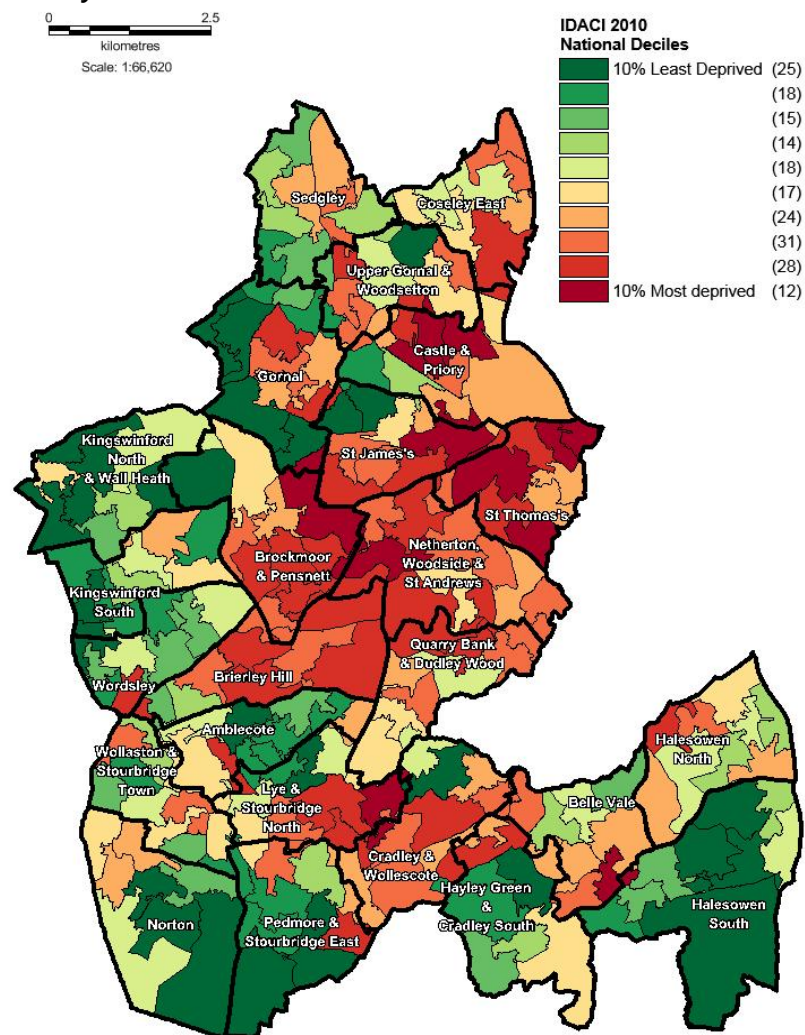 0 2.5
kilometres
Scale: 1:66,620
IDACI 2010
National Deciles
10% Least Deprived (25)
(18)
(15)
(14)
(18)
(17)
(24)
(31)
(28)
10% Most deprived (12)
Sedgley
Coseley East
Upper Gornal &
Woodsetton
Castle &
Priory
Gornal
Kingswinford
North
& Wall Heath
St James's
St Thomas's
Netherton,
Woodside &
St Andrews
Brockmoor
& Pensnett
Kingswinford
South
Quarry Bank
& Dudley Wood
Brierley Hill
Wordsley
Amblecote
Wollaston &
Stourbridge
Town
Halesowen
North
Lye &
Stourbridge
North
Belle Vale
Cradley &
Wollescote
Hayley Green
&
Cradley South
Halesowen
South
Norton
Pedmore &
Stourbridge East